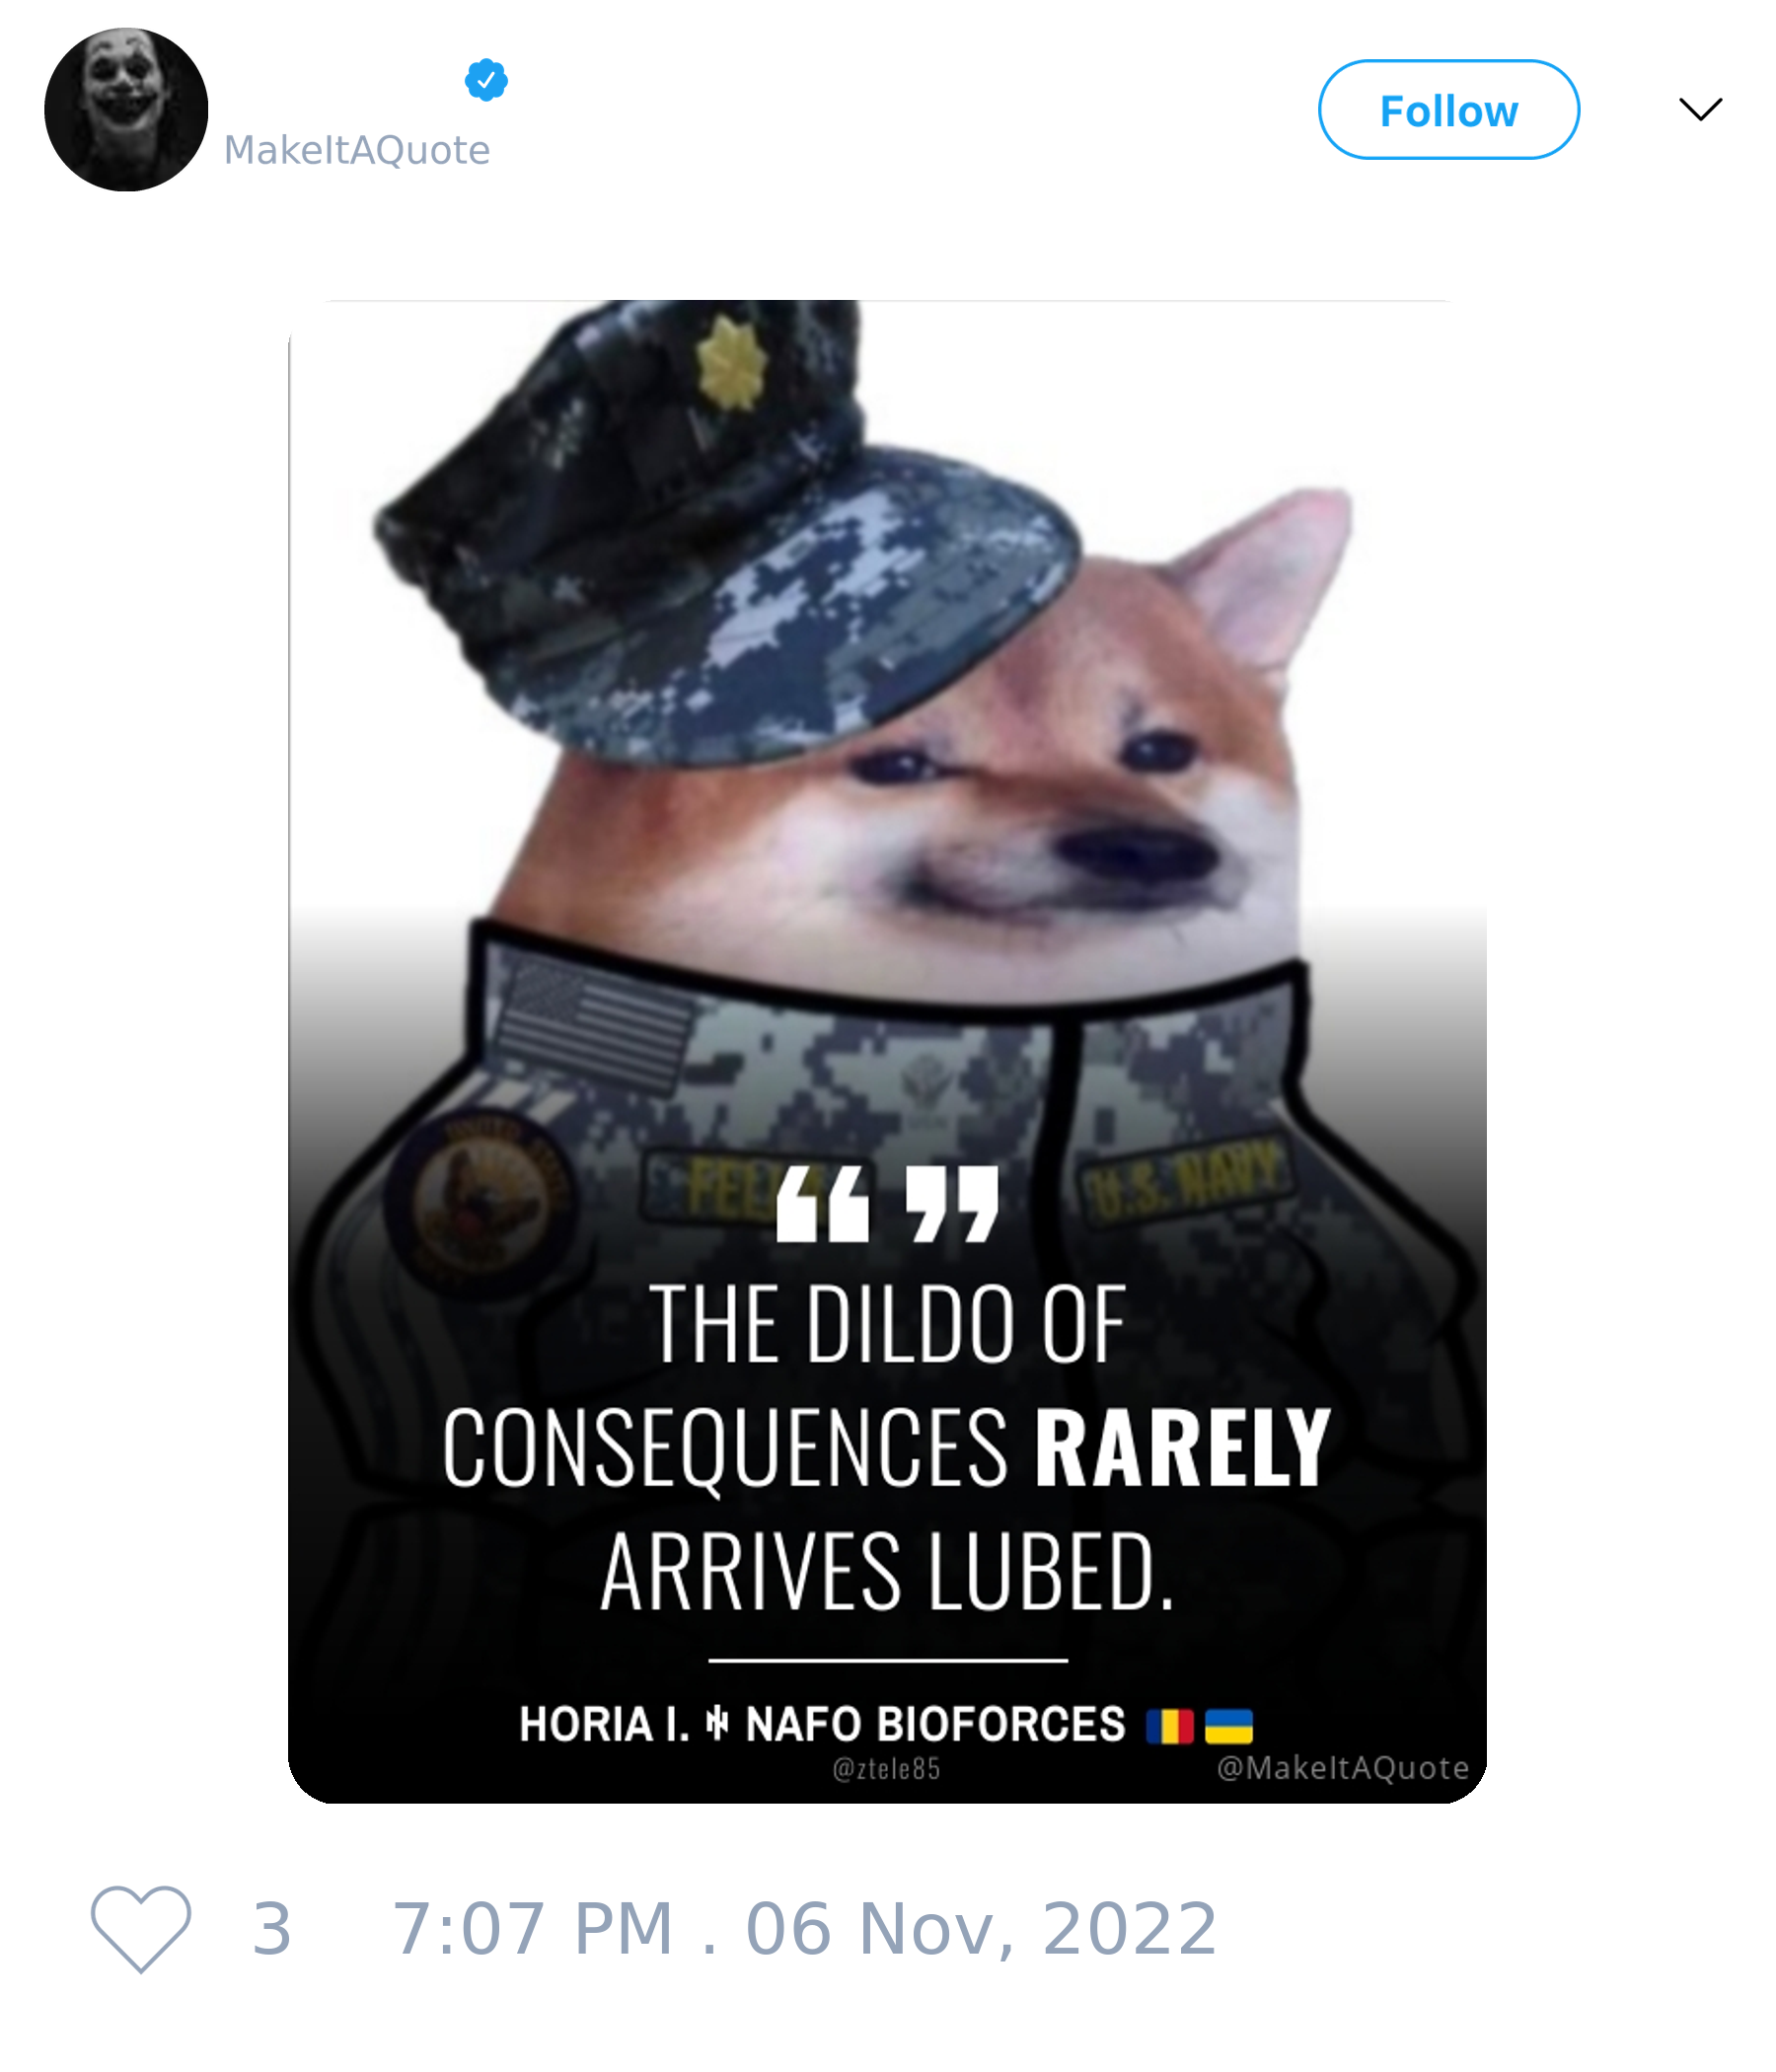 MakeItAQuote
Follow
U.S. NAVY
“ ”
THE DILDO OF
CONSEQUENCES RARELY
ARRIVES LUBED.
HORIA I. NAFO BIOFORCES 🇷🇴🇺🇦
@ztele85
@MakeItAQuote
3 7:07 PM . 06 Nov, 2022